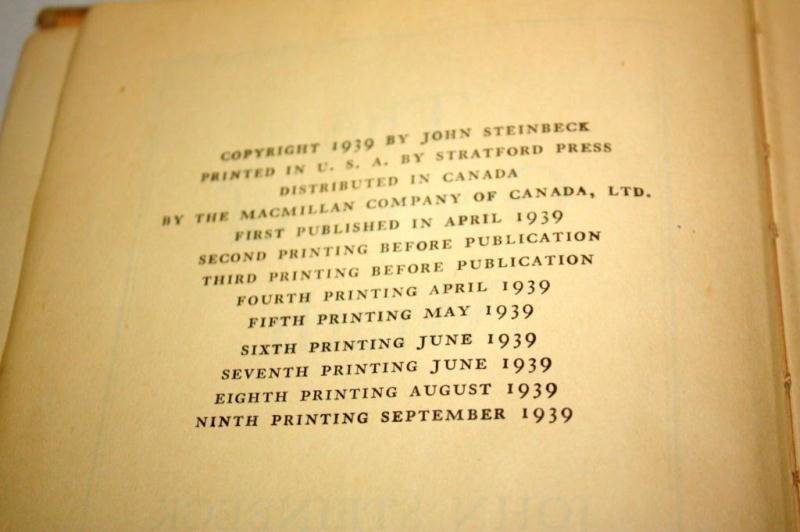 COPYRIGHT 1939 BY JOHN STEINBECK
PRINTED IN U. S. A. BY STRATFORD PRESS
DISTRIBUTED IN CANADA
BY THE MACMILLAN COMPANY OF CANADA, LTD.
FIRST PUBLISHED IN APRIL 1939
SECOND PRINTING BEFORE PUBLICATION
THIRD PRINTING BEFORE PUBLICATION
FOURTH PRINTING APRIL 1939
FIFTH PRINTING MAY 1939
SIXTH PRINTING JUNE 1939
SEVENTH PRINTING JUNE 1939
EIGHTH PRINTING AUGUST 1939
NINTH PRINTING SEPTEMBER 1939